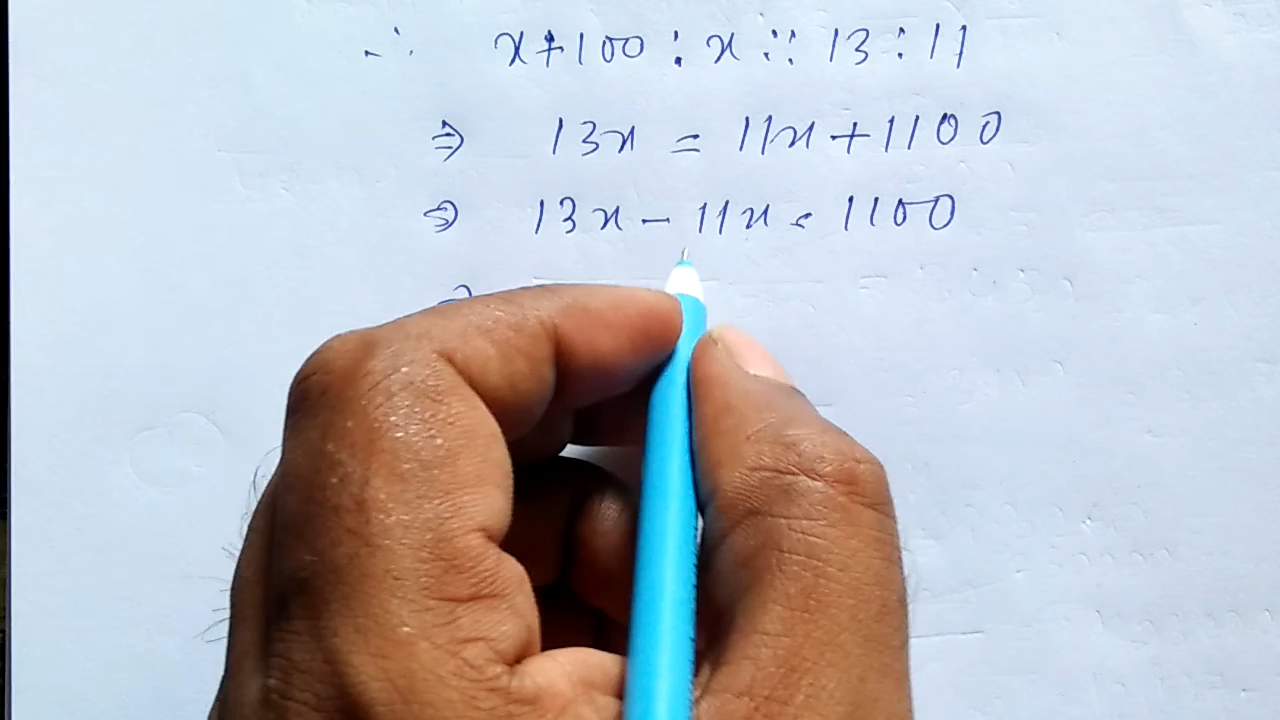 ∴ x+100 : x :: 13 : 11
⇒ 13x = 11x+1100
⇒ 13x - 11x = 1100
⇒